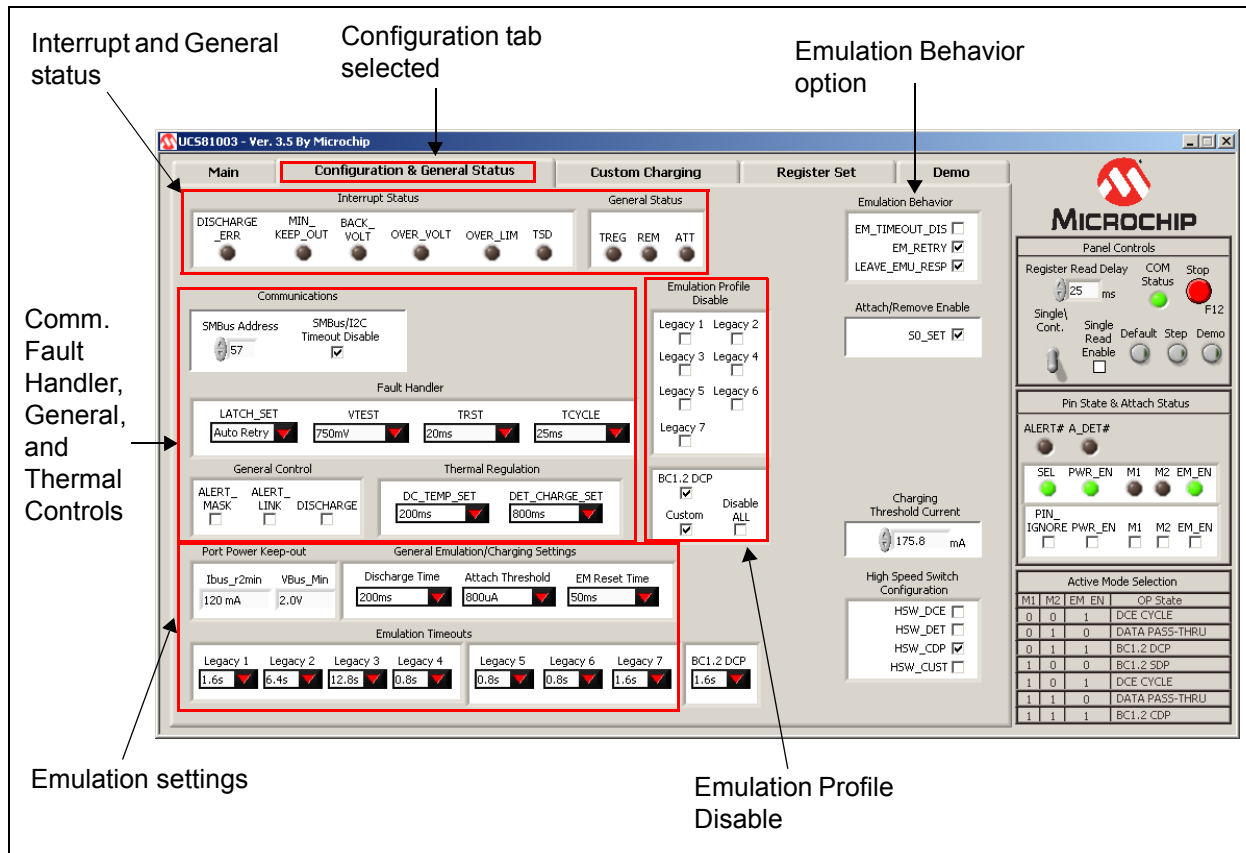 Interrupt and General
status
Configuration tab
selected
Emulation Behavior
option
UCS81003 - Ver. 3.5 By Microchip
Main
Configuration & General Status
Custom Charging
Register Set
Demo
Interrupt Status
DISCHARGE
_ERR
MIN_
KEEP_OUT
BACK_
VOLT
OVER_VOLT
OVER_LIM
TSD
General Status
TREG REM ATT
Emulation Behavior
EM_TIMEOUT_DIS
EM_RETRY
LEAVE_EMU_RESP
Attach/Remove Enable
S0_SET
Comm.
Fault
Handler,
General,
and
Thermal
Controls
Communications
SMBus Address
57
SMBus/I2C
Timeout Disable
Fault Handler
LATCH_SET
Auto Retry
VTEST
750mV
TRST
20ms
TCYCLE
25ms
General Control
ALERT_
MASK
ALERT_
LINK
DISCHARGE
Thermal Regulation
DC_TEMP_SET
200ms
DET_CHARGE_SET
800ms
Emulation Profile
Disable
Legacy 1 Legacy 2
Legacy 3 Legacy 4
Legacy 5 Legacy 6
Legacy 7
BC1.2 DCP
Custom
Disable
ALL
Charging
Threshold Current
175.8 mA
High Speed Switch
Configuration
HSW_DCE
HSW_DET
HSW_CDP
HSW_CUST
Port Power Keep-out
Ibus_r2min
120 mA
VBus_Min
2.0V
General Emulation/Charging Settings
Discharge Time
200ms
Attach Threshold
800uA
EM Reset Time
50ms
Emulation Timeouts
Legacy 1 Legacy 2 Legacy 3 Legacy 4
1.6s 6.4s 12.8s 0.8s
Legacy 5 Legacy 6 Legacy 7
0.8s 0.8s 1.6s
BC1.2 DCP
1.6s
MICROCHIP
Panel Controls
Register Read Delay
25 ms
COM
Status
Stop
F12
Single\
Cont.
Single
Read
Enable
Default Step Demo
Pin State & Attach Status
ALERT# A_DET#
SEL PWR_EN M1 M2 EM_EN
PIN_
IGNORE PWR_EN M1 M2 EM_EN
Active Mode Selection
M1 M2 EM_EN OP State
0 0 1 DCE CYCLE
0 1 0 DATA PASS-THRU
0 1 1 BC1.2 DCP
1 0 0 BC1.2 SDP
1 0 1 DCE CYCLE
1 1 0 DATA PASS-THRU
1 1 1 BC1.2 CDP
Emulation settings
Emulation Profile
Disable